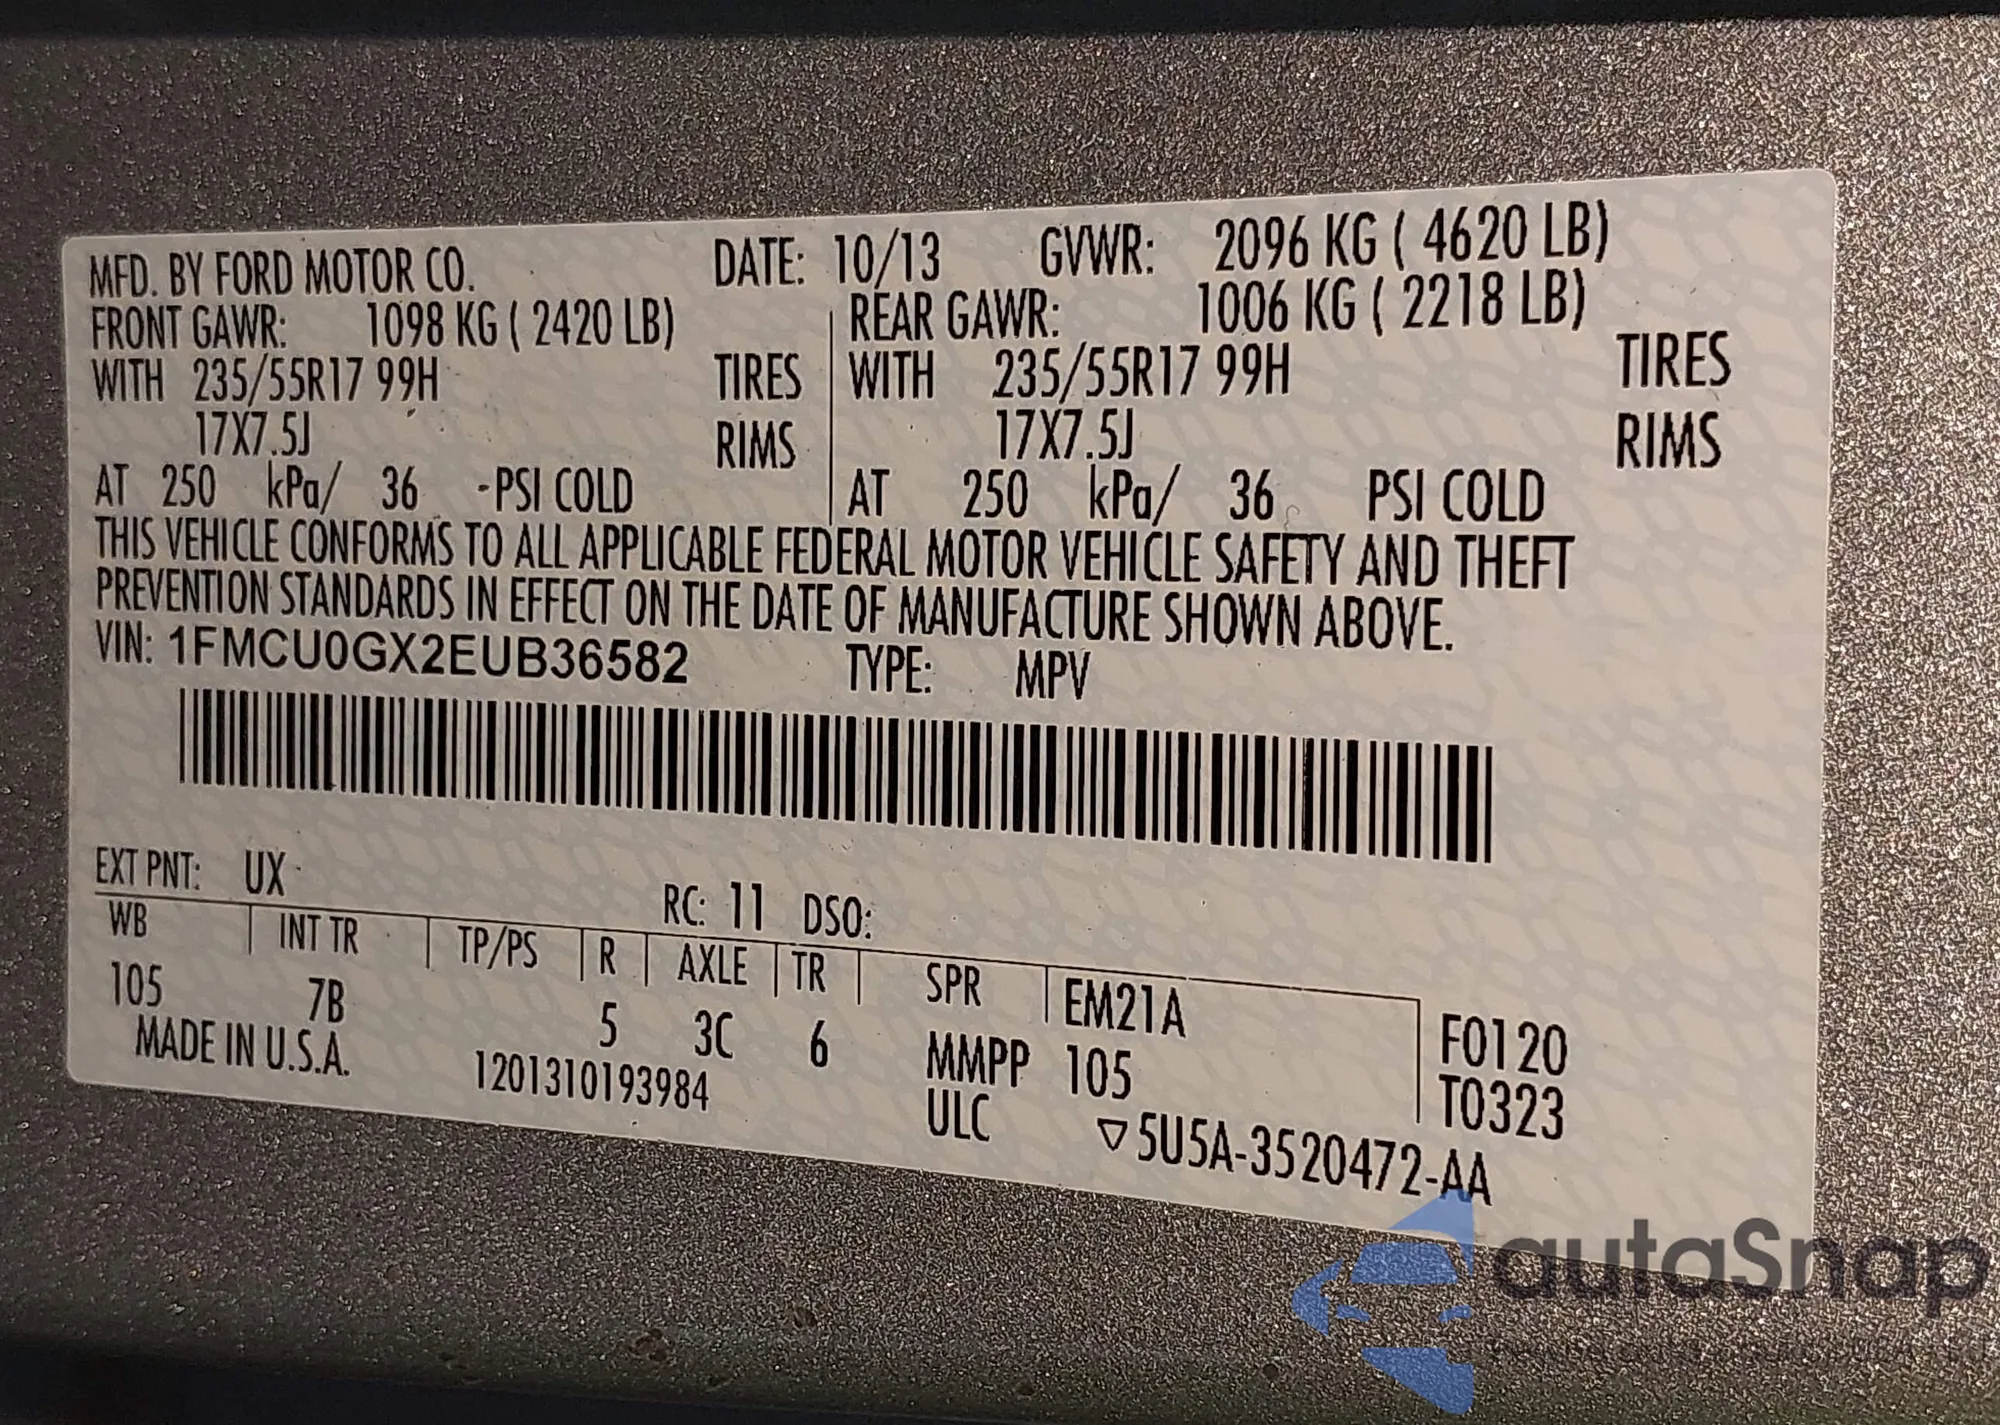 MFD. BY FORD MOTOR CO. DATE: 10/13 GVWR: 2096 KG ( 4620 LB)
FRONT GAWR: 1098 KG ( 2420 LB) REAR GAWR: 1006 KG ( 2218 LB)
WITH 235/55R17 99H TIRES WITH 235/55R17 99H TIRES
17X7.5J RIMS 17X7.5J RIMS
AT 250 kPa/ 36 PSI COLD AT 250 kPa/ 36 PSI COLD
THIS VEHICLE CONFORMS TO ALL APPLICABLE FEDERAL MOTOR VEHICLE SAFETY AND THEFT
PREVENTION STANDARDS IN EFFECT ON THE DATE OF MANUFACTURE SHOWN ABOVE.
VIN: 1FMCU0GX2EUB36582 TYPE: MPV
EXT PNT: UX RC: 11 DSO:
WB INT TR TP/PS R AXLE TR SPR EM21A F0120
105 7B 5 3C 6 MMPP 105 T0323
MADE IN U.S.A. 1201310193984 ULC ▽5U5A-3520472-AA
autaSnap